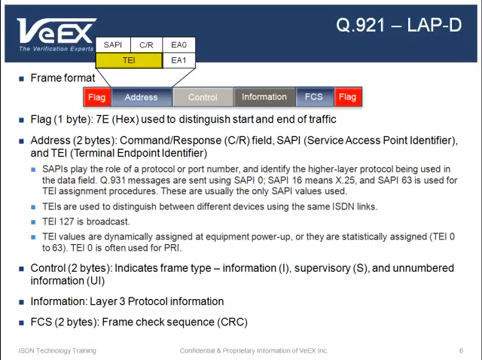 VeEX
The Verification Experts
Q.921 – LAP-D
SAPI C/R EA0
TEI EA1
Frame format
Flag Address Control Information FCS Flag
Flag (1 byte): 7E (Hex) used to distinguish start and end of traffic
Address (2 bytes): Command/Response (C/R) field, SAPI (Service Access Point Identifier),
and TEI (Terminal Endpoint Identifier)
SAPIs play the role of a protocol or port number, and identify the higher-layer protocol being used in
the data field. Q.931 messages are sent using SAPI 0; SAPI 16 means X.25, and SAPI 63 is used for
TEI assignment procedures. These are usually the only SAPI values used.
TEIs are used to distinguish between different devices using the same ISDN links.
TEI 127 is broadcast.
TEI values are dynamically assigned at equipment power-up, or they are statistically assigned (TEI 0
to 63). TEI 0 is often used for PRI.
Control (2 bytes): Indicates frame type – information (I), supervisory (S), and unnumbered
information (UI)
Information: Layer 3 Protocol information
FCS (2 bytes): Frame check sequence (CRC)
ISDN Technology Training Confidential & Proprietary Information of VeEX Inc. 6